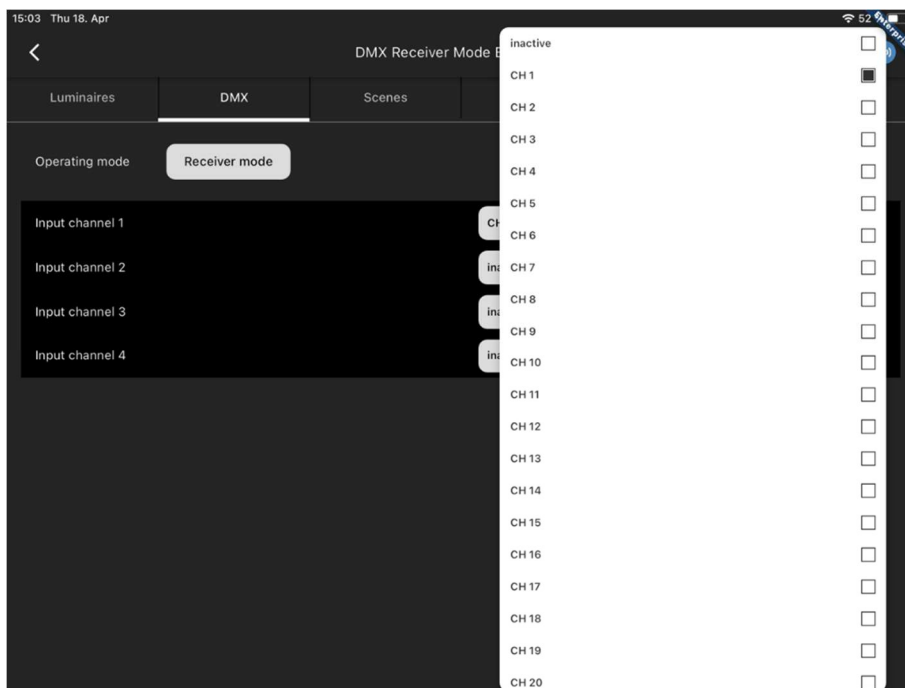 15:03 Thu 18. Apr
52
DMX Receiver Mode
Luminaires
DMX
Scenes
Operating mode
Receiver mode
Input channel 1
Input channel 2
Input channel 3
Input channel 4
inactive
CH 1
CH 2
CH 3
CH 4
CH 5
CH 6
CH 7
CH 8
CH 9
CH 10
CH 11
CH 12
CH 13
CH 14
CH 15
CH 16
CH 17
CH 18
CH 19
CH 20